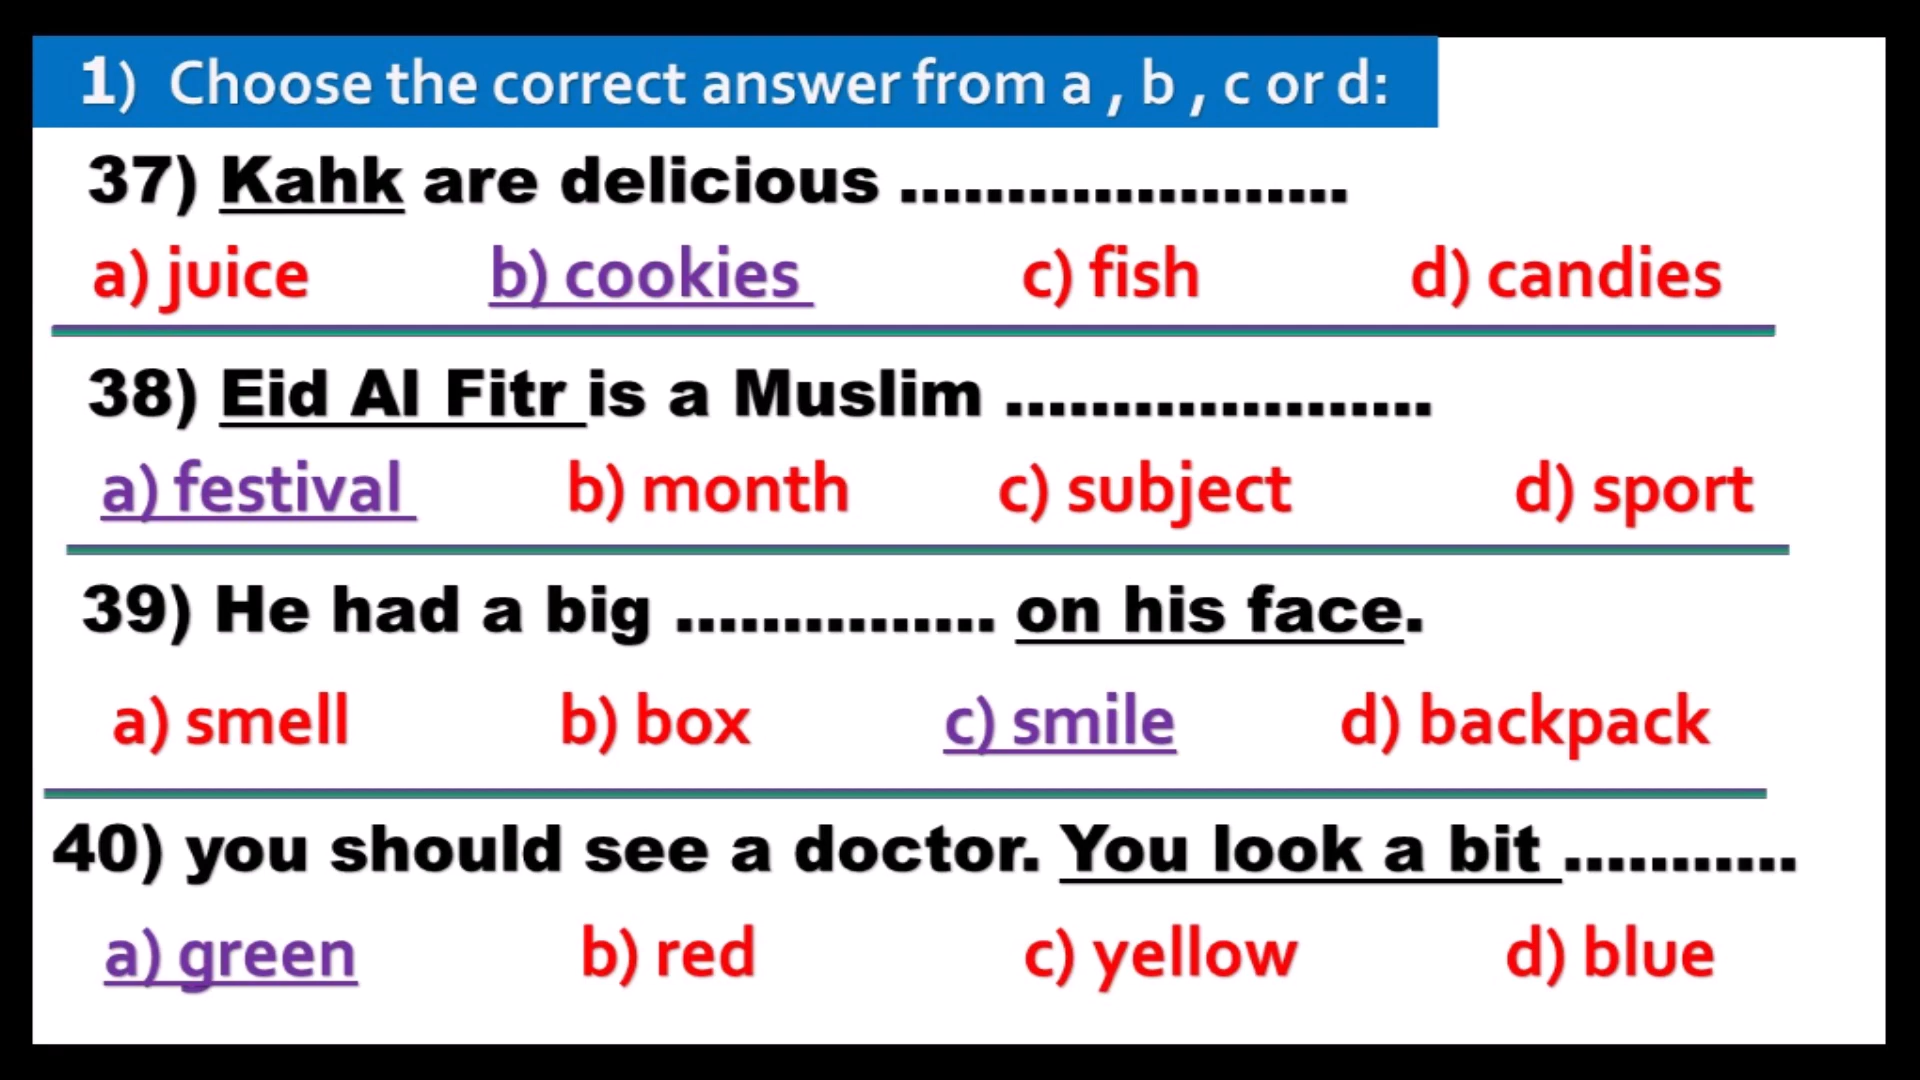 1) Choose the correct answer from a , b , c or d:
37) Kahk are delicious .....................
a) juice b) cookies c) fish d) candies
38) Eid Al Fitr is a Muslim ....................
a) festival b) month c) subject d) sport
39) He had a big ............... on his face.
a) smell b) box c) smile d) backpack
40) you should see a doctor. You look a bit ...........
a) green b) red c) yellow d) blue